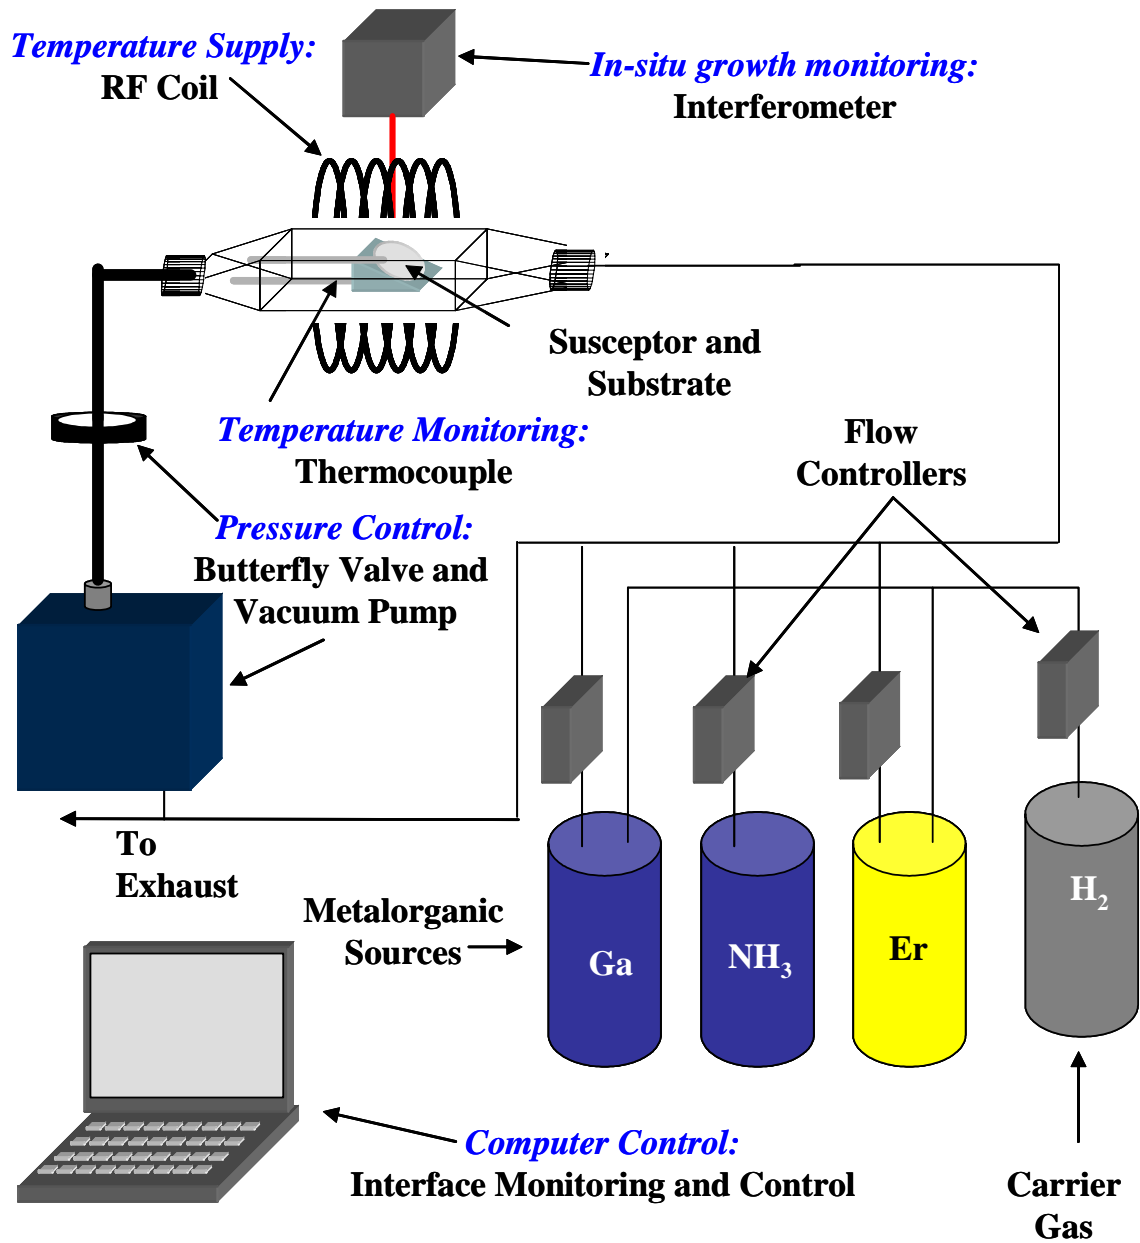 Temperature Supply:
RF Coil
In-situ growth monitoring:
Interferometer
Susceptor and
Substrate
Temperature Monitoring:
Thermocouple
Flow
Controllers
Pressure Control:
Butterfly Valve and
Vacuum Pump
To
Exhaust
Metalorganic
Sources
Ga
NH₃
Er
H₂
Computer Control:
Interface Monitoring and Control
Carrier
Gas